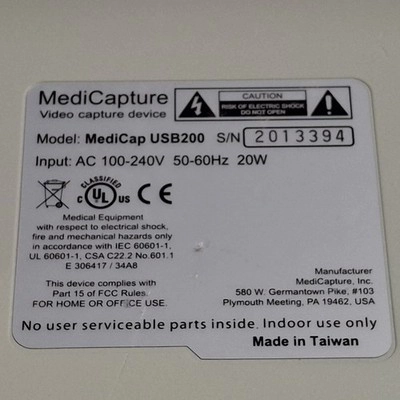 MediCapture
Video capture device
CAUTION
RISK OF ELECTRIC SHOCK
DO NOT OPEN
Model: MediCap USB200 S/N 2013394
Input: AC 100-240V 50-60Hz 20W
CLASSIFIED
C UL US
CE
Medical Equipment
with respect to electrical shock,
fire and mechanical hazards only
in accordance with IEC 60601-1,
UL 60601-1, CSA C22.2 No.601.1
E 306417 / 34A8
This device complies with
Part 15 of FCC Rules.
FOR HOME OR OFFICE USE
Manufacturer
MediCapture, Inc.
580 W. Germantown Pike, #103
Plymouth Meeting, PA 19462, USA
No user serviceable parts inside. Indoor use only
Made in Taiwan